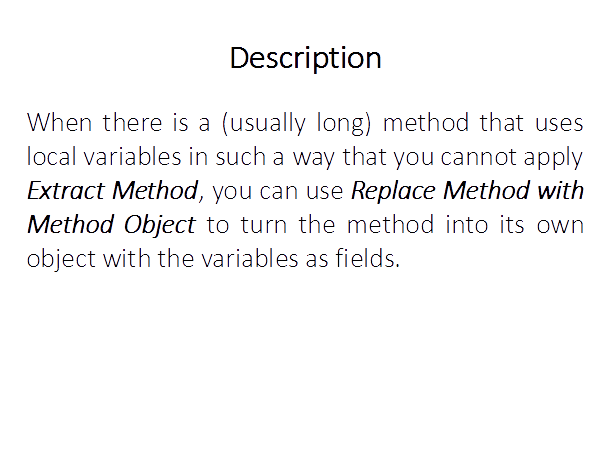 Description
When there is a (usually long) method that uses
local variables in such a way that you cannot apply
Extract Method, you can use Replace Method with
Method Object to turn the method into its own
object with the variables as fields.